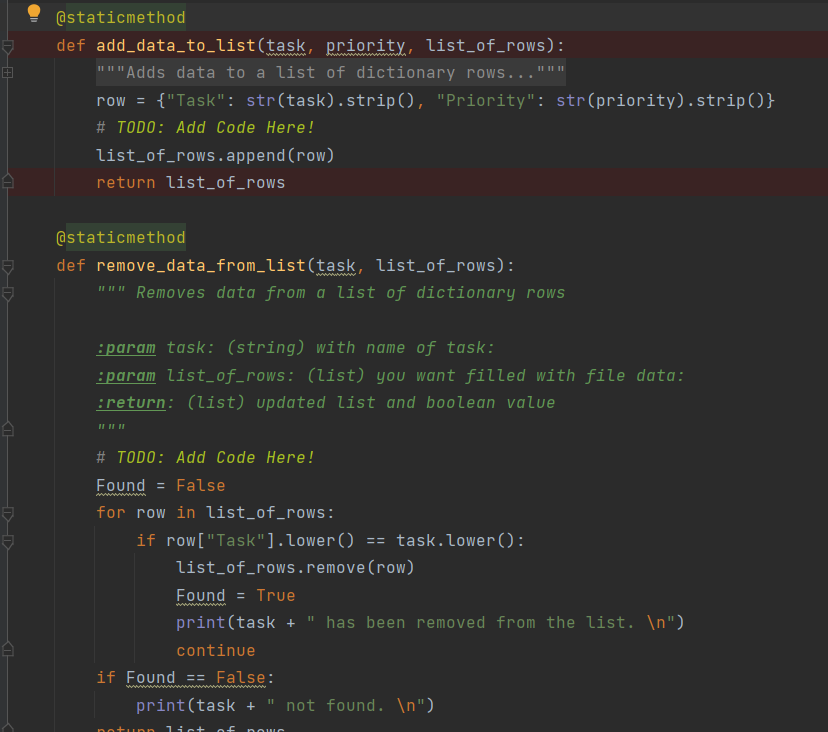 @staticmethod
def add_data_to_list(task, priority, list_of_rows):
"""Adds data to a list of dictionary rows..."""
row = {"Task": str(task).strip(), "Priority": str(priority).strip()}
# TODO: Add Code Here!
list_of_rows.append(row)
return list_of_rows
@staticmethod
def remove_data_from_list(task, list_of_rows):
""" Removes data from a list of dictionary rows
:param task: (string) with name of task:
:param list_of_rows: (list) you want filled with file data:
:return: (list) updated list and boolean value
"""
# TODO: Add Code Here!
Found = False
for row in list_of_rows:
if row["Task"].lower() == task.lower():
list_of_rows.remove(row)
Found = True
print(task + " has been removed from the list. \n")
continue
if Found == False:
print(task + " not found. \n")
return list_of_rows